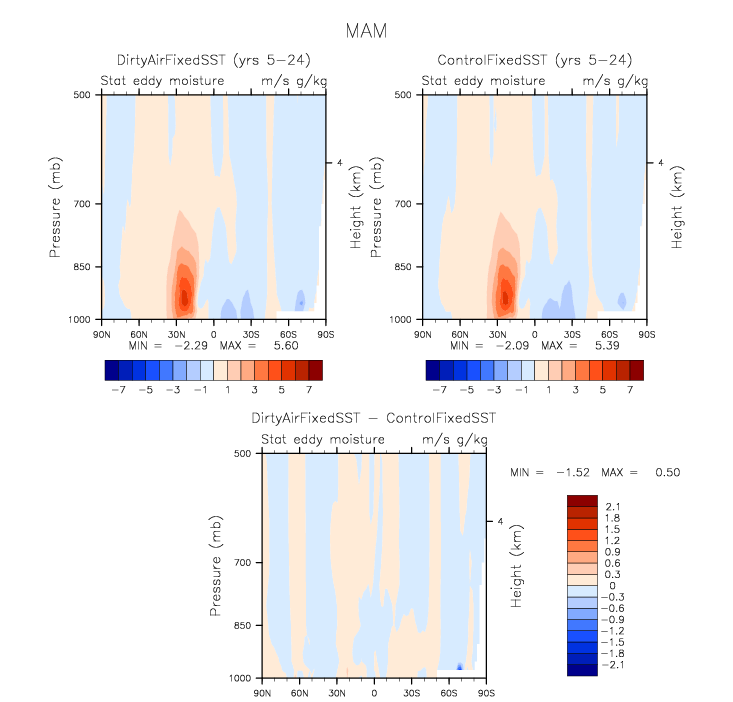 MAM
DirtyAirFixedSST (yrs 5-24)
Stat eddy moisture m/s g/kg
500
700
850
1000
Pressure (mb)
4
Height (km)
90N 60N 30N 0 30S 60S 90S
MIN = -2.29 MAX = 5.60
-7 -5 -3 -1 1 3 5 7
ControlFixedSST (yrs 5-24)
Stat eddy moisture m/s g/kg
500
700
850
1000
Pressure (mb)
4
Height (km)
90N 60N 30N 0 30S 60S 90S
MIN = -2.09 MAX = 5.39
-7 -5 -3 -1 1 3 5 7
DirtyAirFixedSST - ControlFixedSST
Stat eddy moisture m/s g/kg
500
700
850
1000
Pressure (mb)
4
Height (km)
90N 60N 30N 0 30S 60S 90S
MIN = -1.52 MAX = 0.50
2.1
1.8
1.5
1.2
0.9
0.6
0.3
0
-0.3
-0.6
-0.9
-1.2
-1.5
-1.8
-2.1